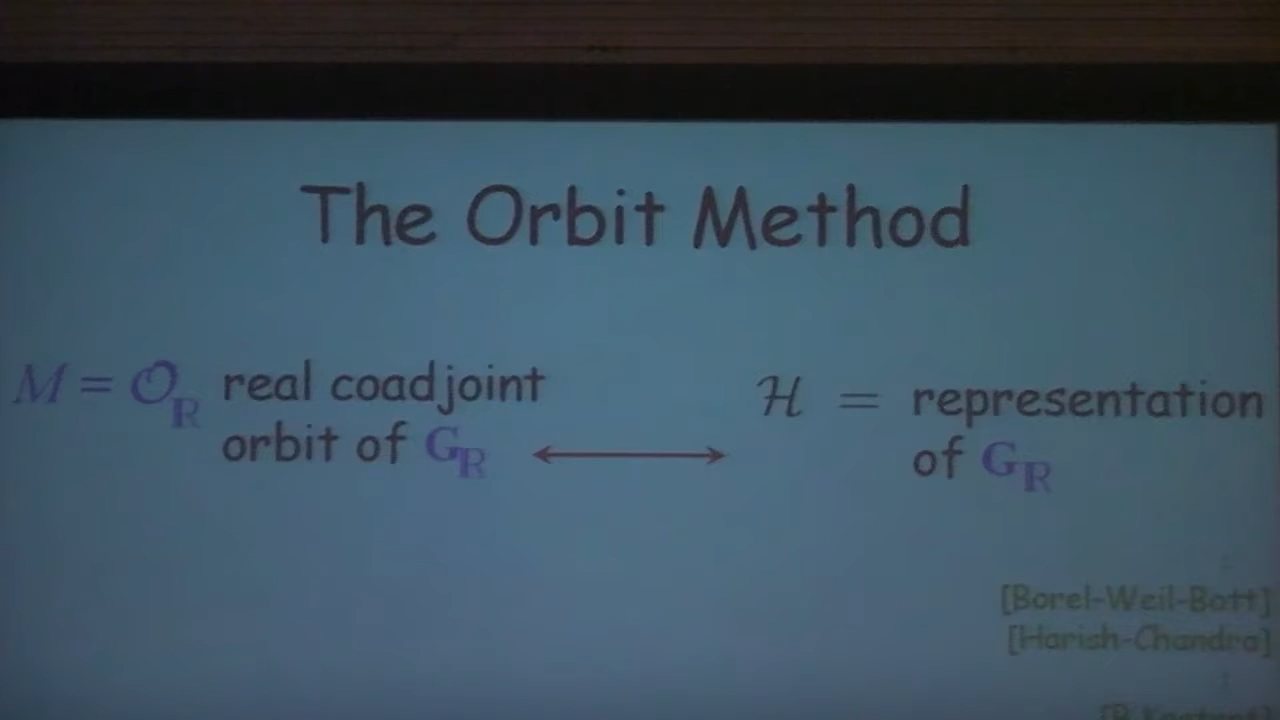 The Orbit Method
M = 𝒪_ℝ real coadjoint
orbit of G_ℝ
ℋ = representation
of G_ℝ
[Borel-Weil-Bott]
[Harish-Chandra]